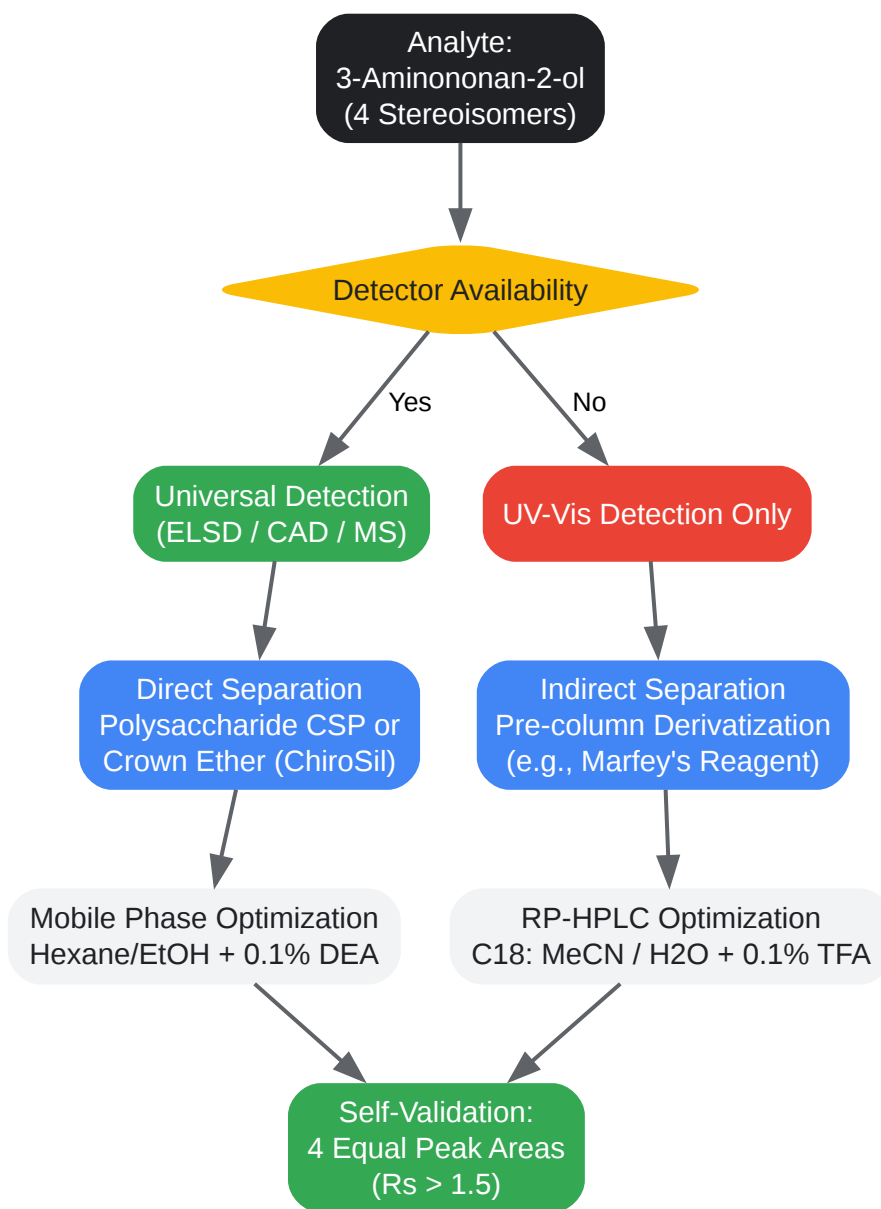 Analyte:
3-Aminononan-2-ol
(4 Stereoisomers)
Detector Availability
Yes
No
Universal Detection
(ELSD / CAD / MS)
UV-Vis Detection Only
Direct Separation
Polysaccharide CSP or
Crown Ether (ChiroSil)
Indirect Separation
Pre-column Derivatization
(e.g., Marfey's Reagent)
Mobile Phase Optimization
Hexane/EtOH + 0.1% DEA
RP-HPLC Optimization
C18: MeCN / H2O + 0.1% TFA
Self-Validation:
4 Equal Peak Areas
(Rs > 1.5)